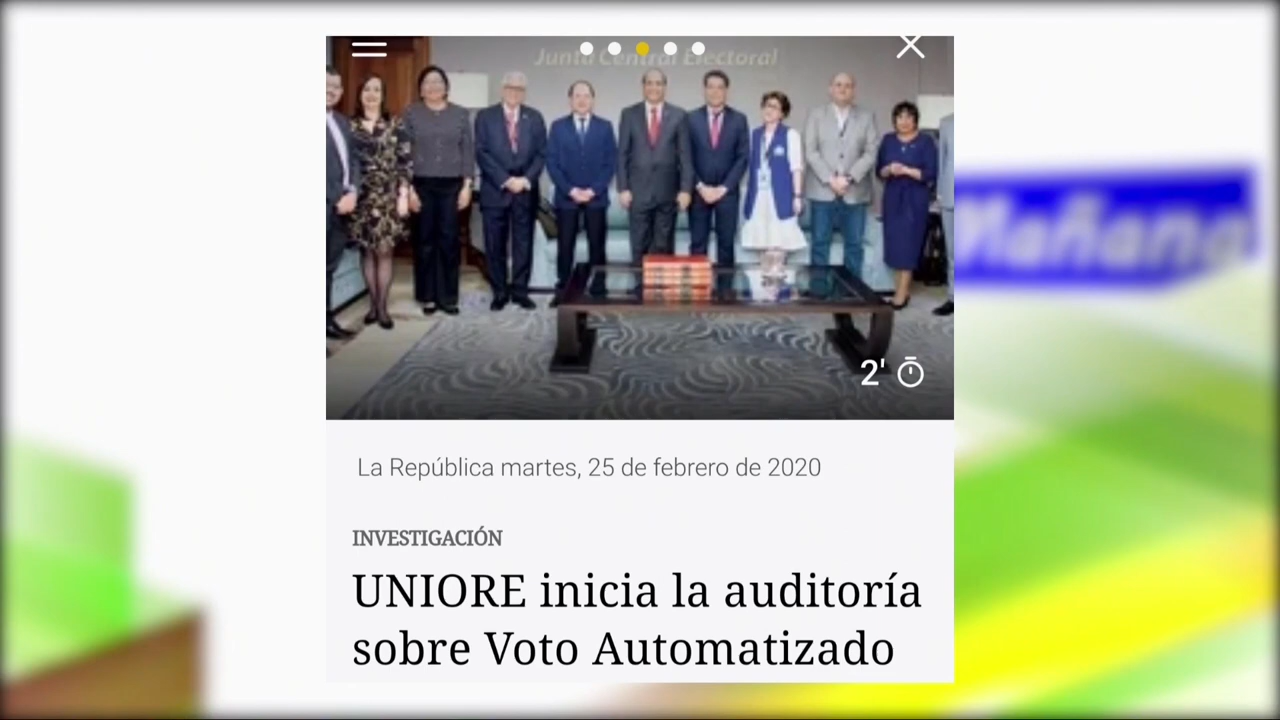 Junta Central Electoral
2'
Mañana
La República martes, 25 de febrero de 2020
INVESTIGACIÓN
UNIORE inicia la auditoría
sobre Voto Automatizado